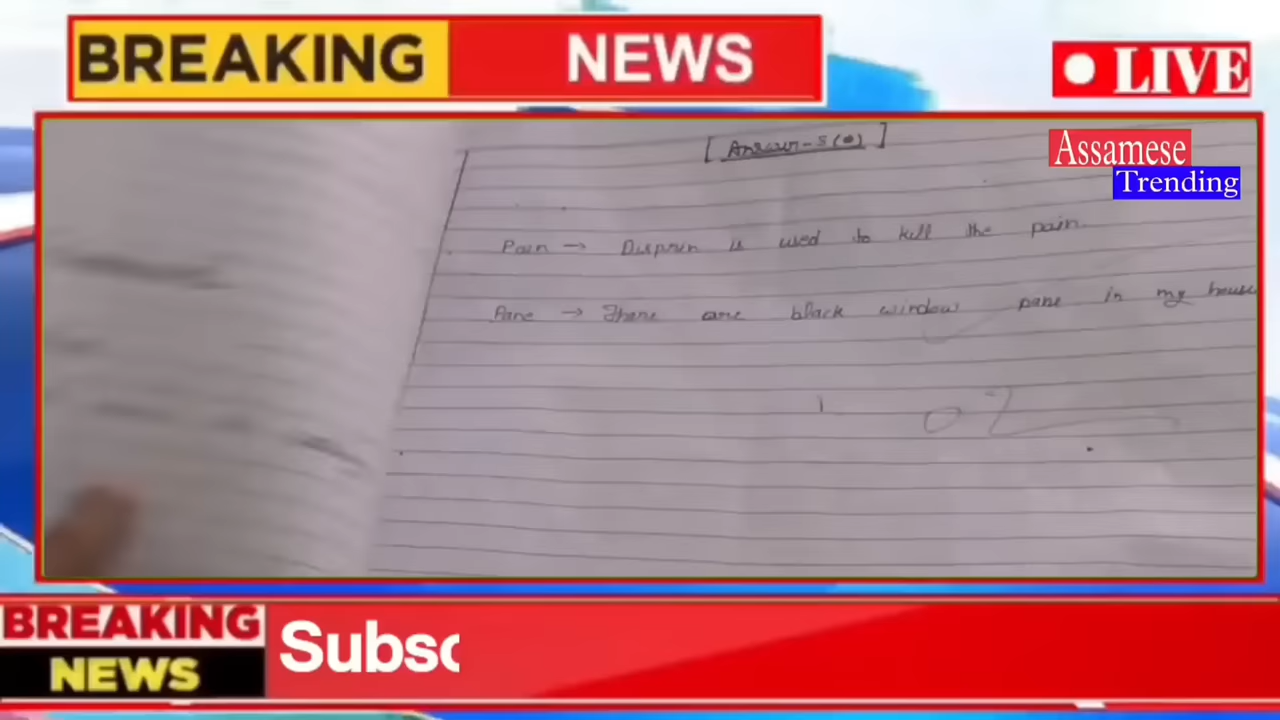 BREAKING NEWS
LIVE
Assamese
Trending
[ Answer-5( ) ]
Pain → Disprin is used to kill the pain.
Pane → There are black window pane in my house
02
BREAKING
NEWS
Subsc